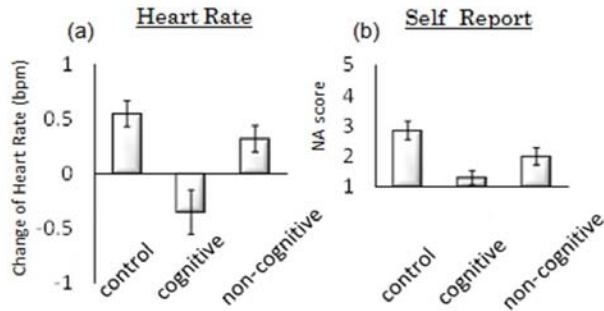 Heart Rate
(a)
Change of Heart Rate (bpm)
1
0.5
0
-0.5
-1
control
cognitive
non-cognitive
Self Report
(b)
NA score
5
4
3
2
1
control
cognitive
non-cognitive